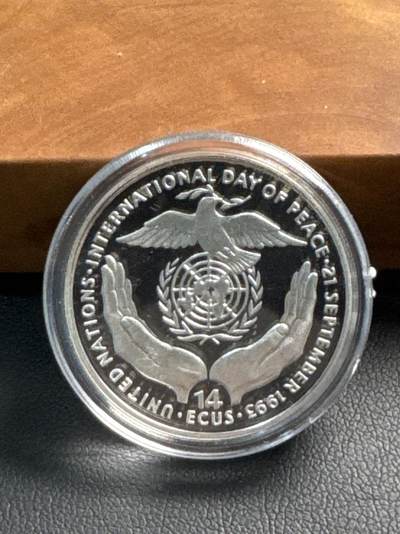 UNITED NATIONS · INTERNATIONAL DAY OF PEACE · 21 SEPTEMBER 1993
14
· ECUS ·